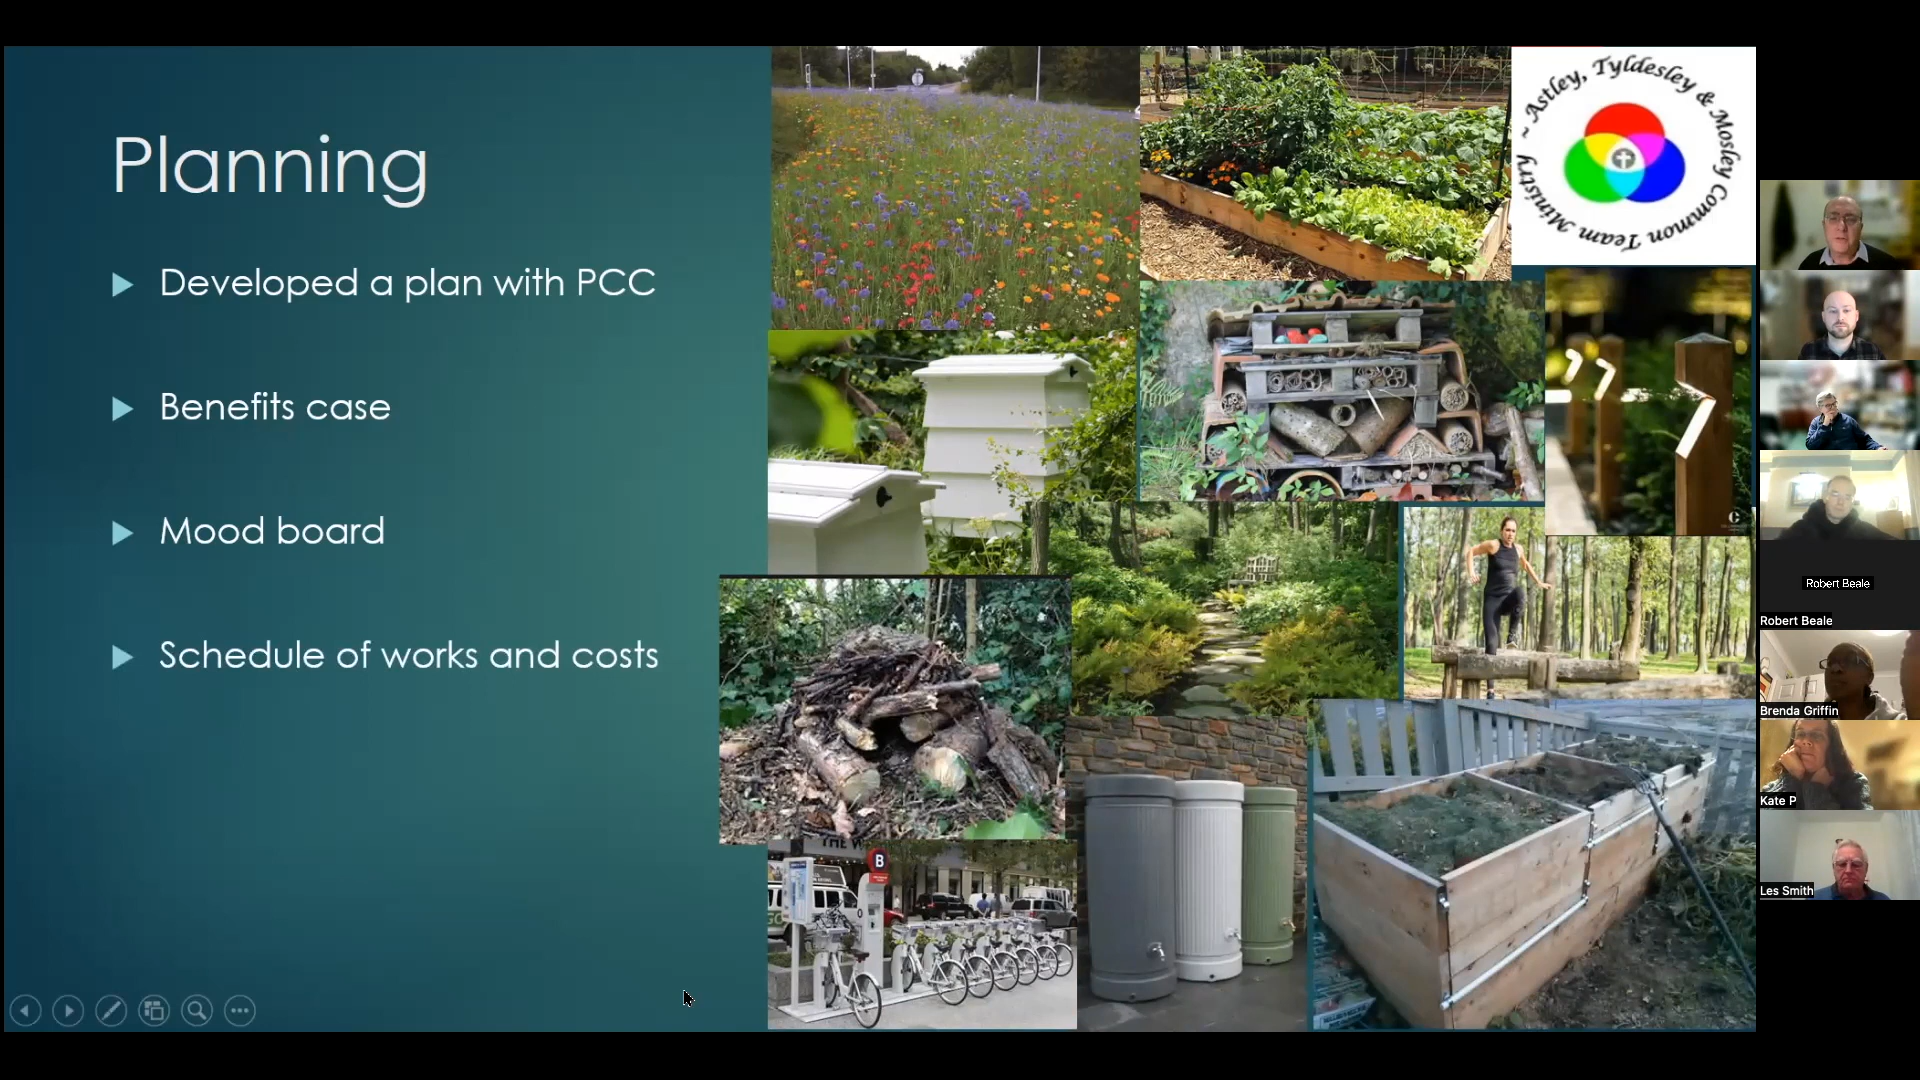 Planning
Developed a plan with PCC
Benefits case
Mood board
Schedule of works and costs
~ Astley, Tyldesley & Mosley Common Team Ministry
THE W
B
Robert Beale
Robert Beale
Brenda Griffin
Kate P
Les Smith